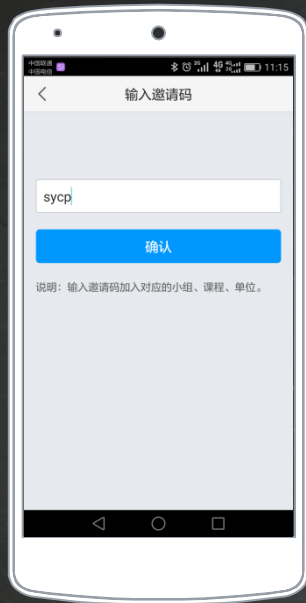 中国联通
中国电信
11:15
输入邀请码
sycp
确认
说明：输入邀请码加入对应的小组、课程、单位。